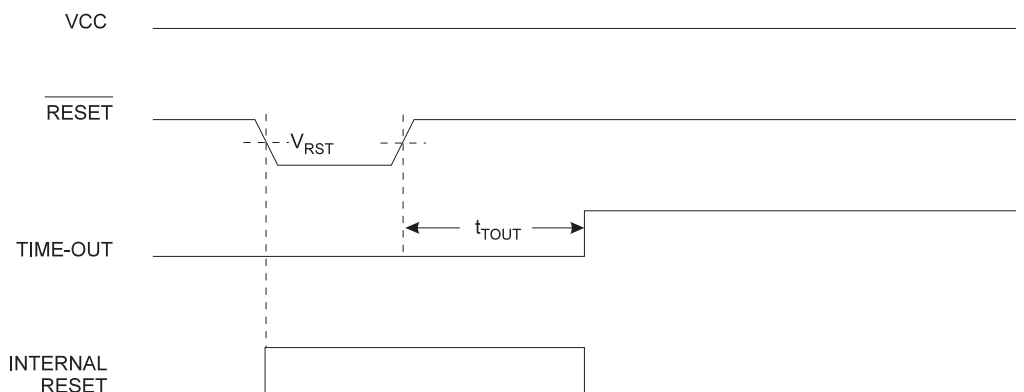 VCC
RESET
V_RST
t_TOUT
TIME-OUT
INTERNAL
RESET